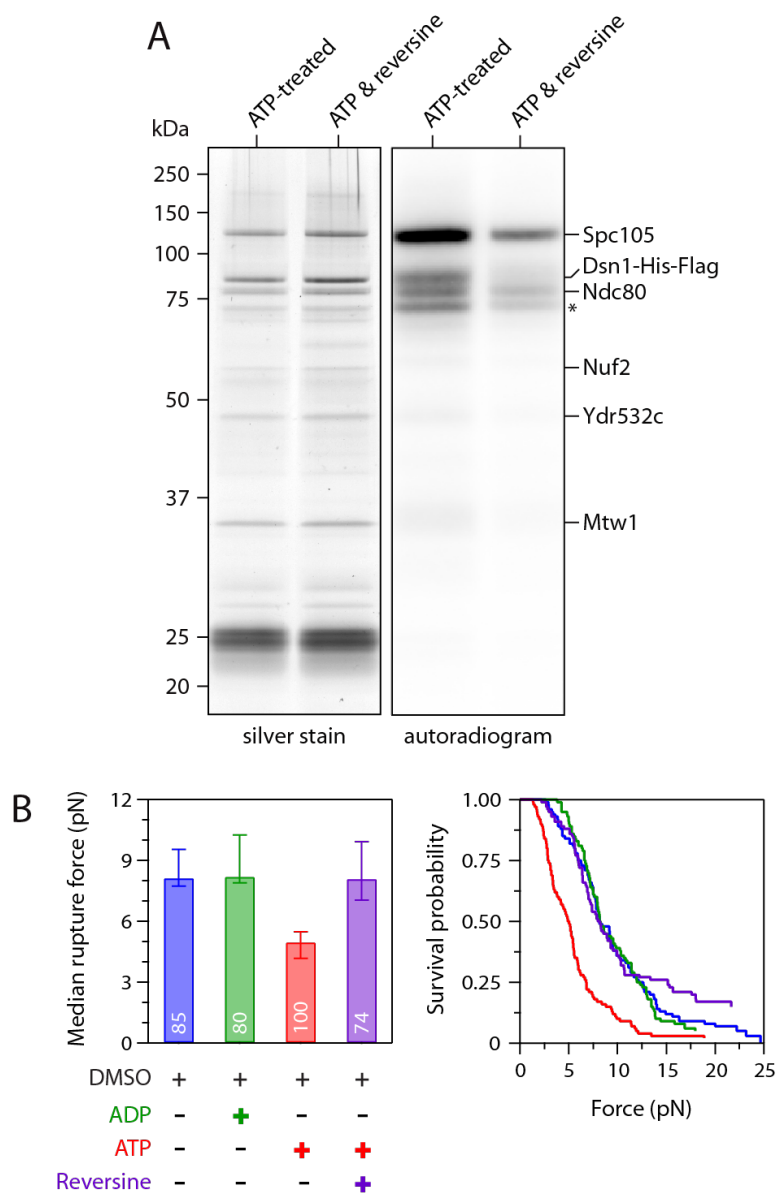 A
ATP-treated
ATP & reversine
ATP-treated
ATP & reversine
kDa
250
150
100
75
50
37
25
20
Spc105
Dsn1-His-Flag
Ndc80
*
Nuf2
Ydr532c
Mtw1
silver stain
autoradiogram
B
Median rupture force (pN)
12
9
6
3
0
85
80
100
74
DMSO + + + +
ADP – + – –
ATP – – + +
Reversine – – – +
Survival probability
1.00
0.75
0.50
0.25
0
0 5 10 15 20 25
Force (pN)